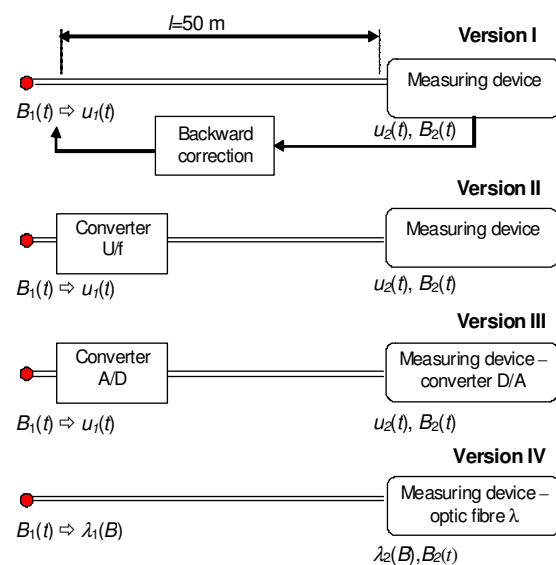 l=50 m
Version I
Measuring device
B₁(t) ⇨ u₁(t)
Backward
correction
u₂(t), B₂(t)
Version II
Converter
U/f
Measuring device
B₁(t) ⇨ u₁(t)
u₂(t), B₂(t)
Version III
Converter
A/D
Measuring device –
converter D/A
B₁(t) ⇨ u₁(t)
u₂(t), B₂(t)
Version IV
Measuring device –
optic fibre λ
B₁(t) ⇨ λ₁(B)
λ₂(B),B₂(t)